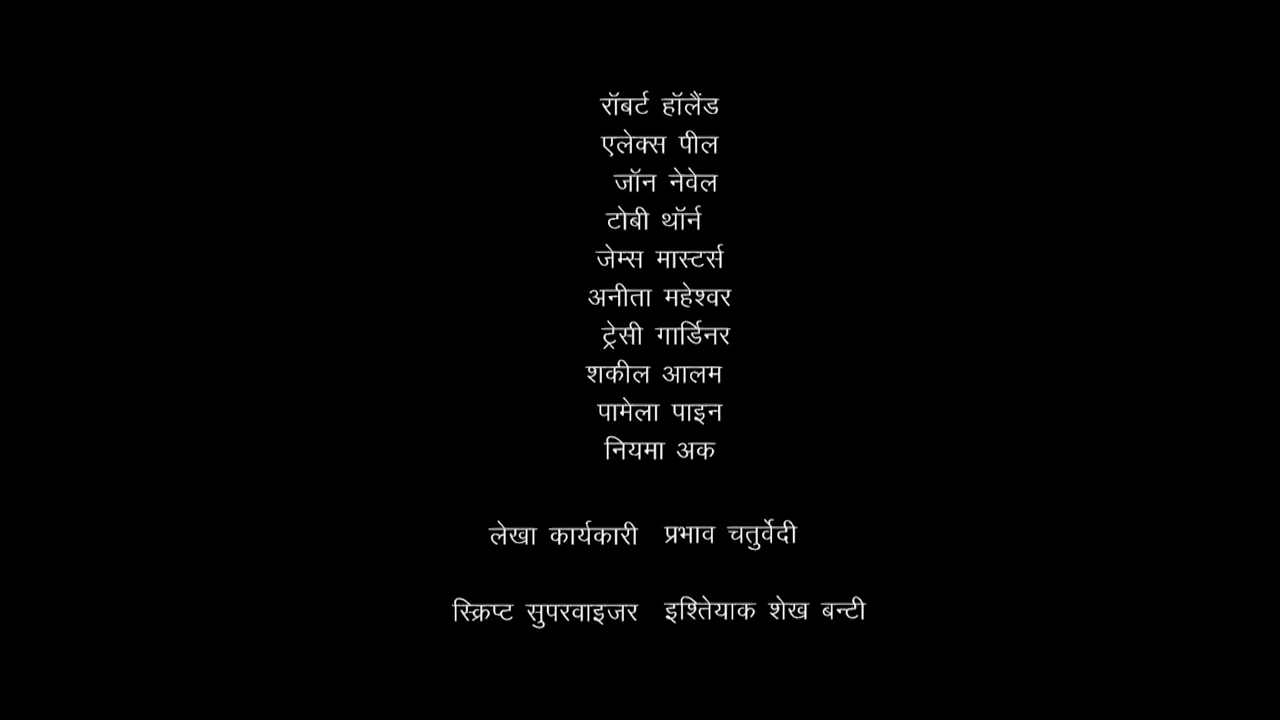 रॉबर्ट हॉलैंड
एलेक्स पील
जॉन नेवेल
टोबी थॉर्न
जेम्स मास्टर्स
अनीता महेश्वर
ट्रेसी गार्डिनर
शकील आलम
पामेला पाइन
नियमा अक
लेखा कार्यकारी प्रभाव चतुर्वेदी
स्क्रिप्ट सुपरवाइजर इश्तियाक शेख बन्टी